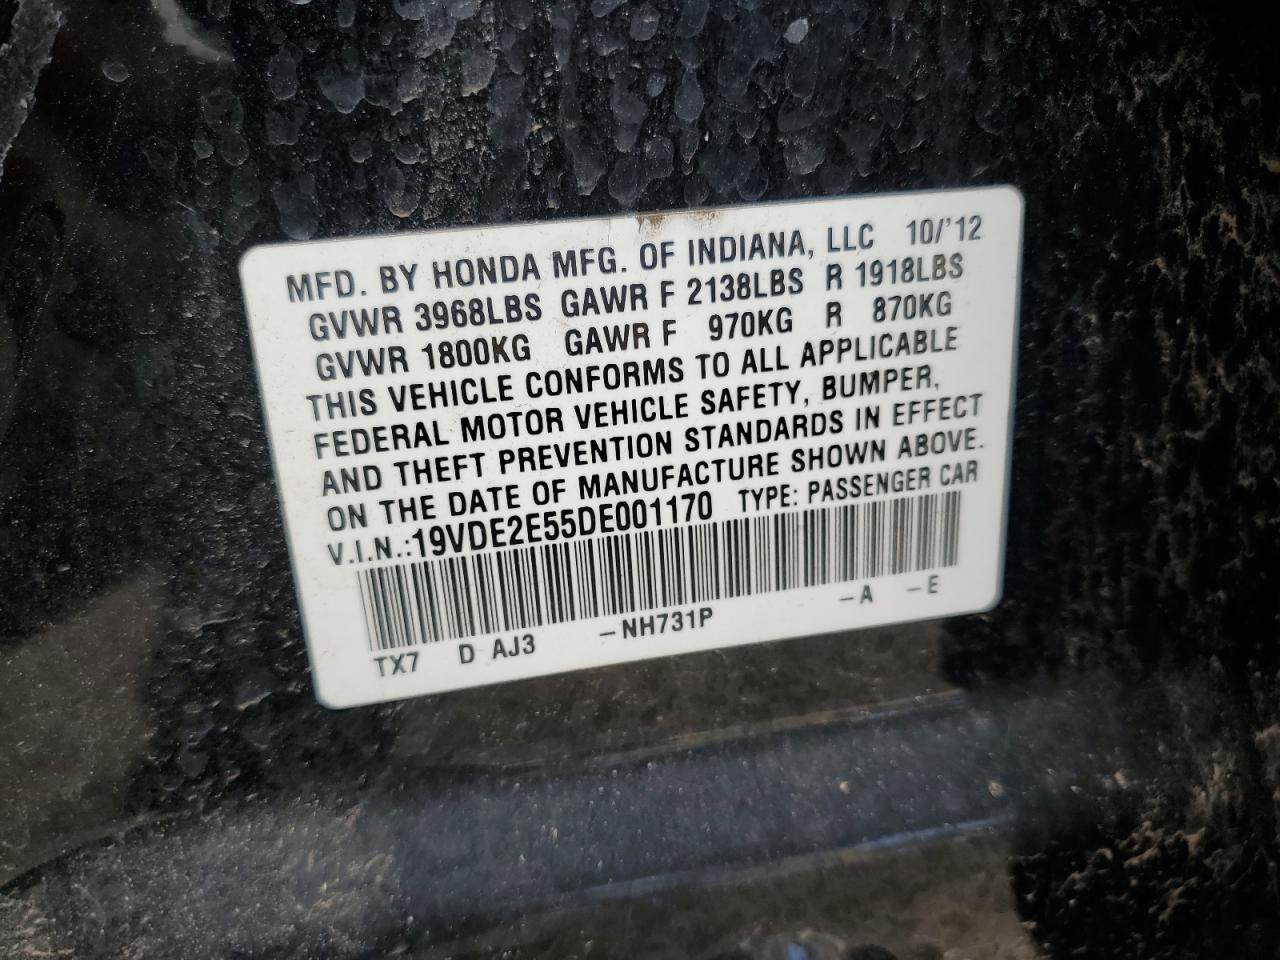 MFD. BY HONDA MFG. OF INDIANA, LLC 10/'12
GVWR 3968LBS GAWR F 2138LBS R 1918LBS
GVWR 1800KG GAWR F 970KG R 870KG
THIS VEHICLE CONFORMS TO ALL APPLICABLE
FEDERAL MOTOR VEHICLE SAFETY, BUMPER,
AND THEFT PREVENTION STANDARDS IN EFFECT
ON THE DATE OF MANUFACTURE SHOWN ABOVE.
V.I.N.:19VDE2E55DE001170 TYPE: PASSENGER CAR
TX7 D AJ3 -NH731P -A -E